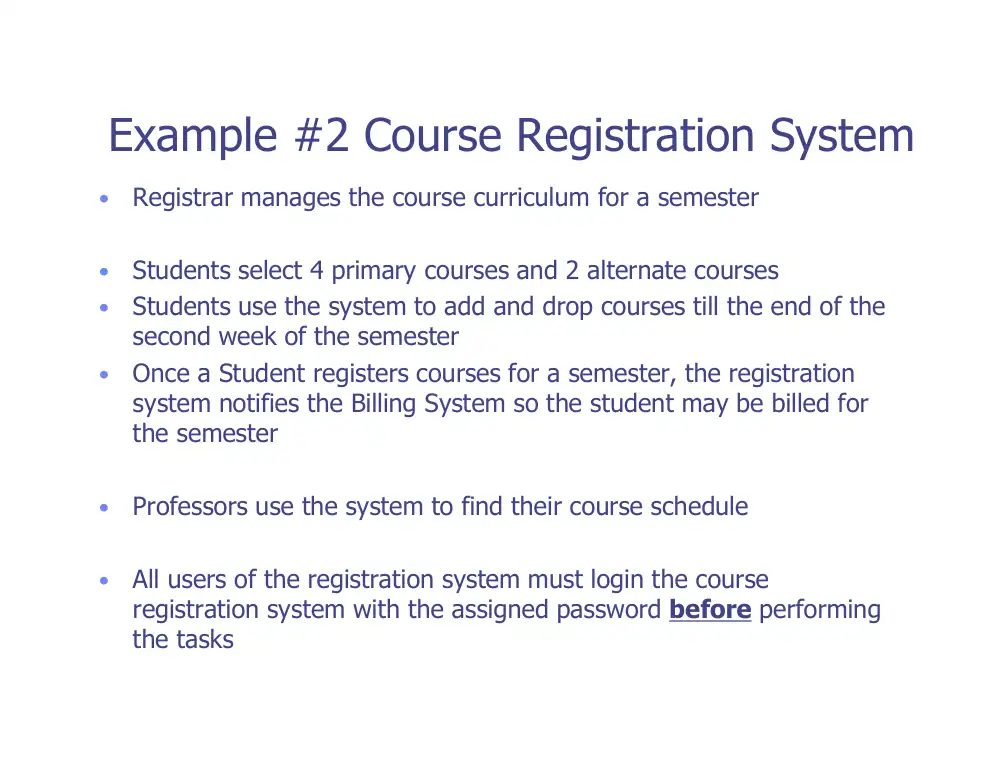 Example #2 Course Registration System
• Registrar manages the course curriculum for a semester
• Students select 4 primary courses and 2 alternate courses
• Students use the system to add and drop courses till the end of the
second week of the semester
• Once a Student registers courses for a semester, the registration
system notifies the Billing System so the student may be billed for
the semester
• Professors use the system to find their course schedule
• All users of the registration system must login the course
registration system with the assigned password before performing
the tasks